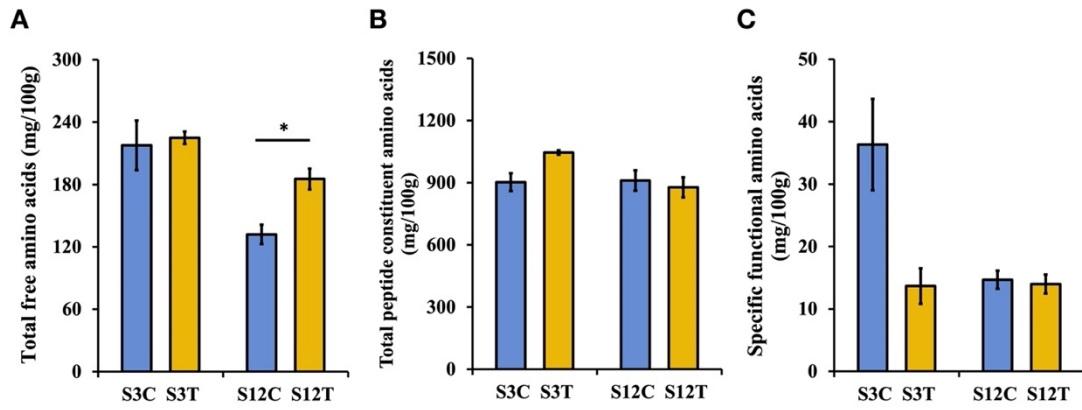 A
Total free amino acids (mg/100g)
300
240
180
120
60
0
*
S3C S3T S12C S12T
B
Total peptide constituent amino acids
(mg/100g)
1500
1200
900
600
300
0
S3C S3T S12C S12T
C
Specific functional amino acids
(mg/100g)
50
40
30
20
10
0
S3C S3T S12C S12T